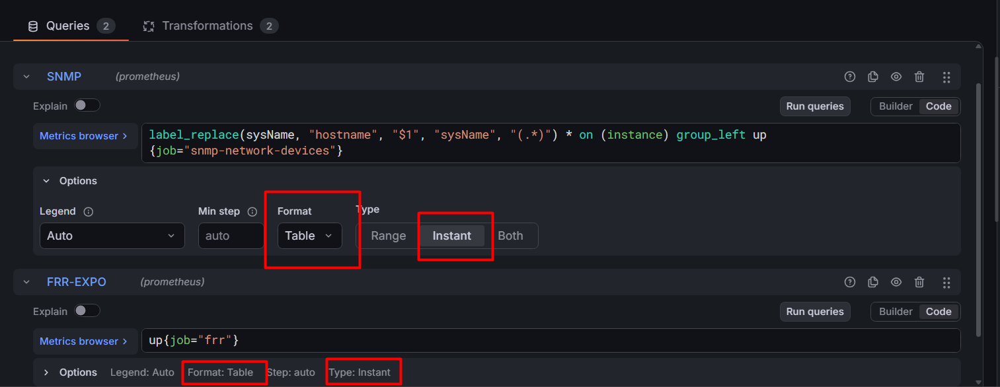 Queries 2 Transformations 2
SNMP (prometheus)
Explain Run queries Builder Code
Metrics browser > label_replace(sysName, "hostname", "$1", "sysName", "(.*)") * on (instance) group_left up
{job="snmp-network-devices"}
Options
Legend Min step Format Type
Auto auto Table Range Instant Both
FRR-EXPO (prometheus)
Explain Run queries Builder Code
Metrics browser > up{job="frr"}
Options Legend: Auto Format: Table Step: auto Type: Instant